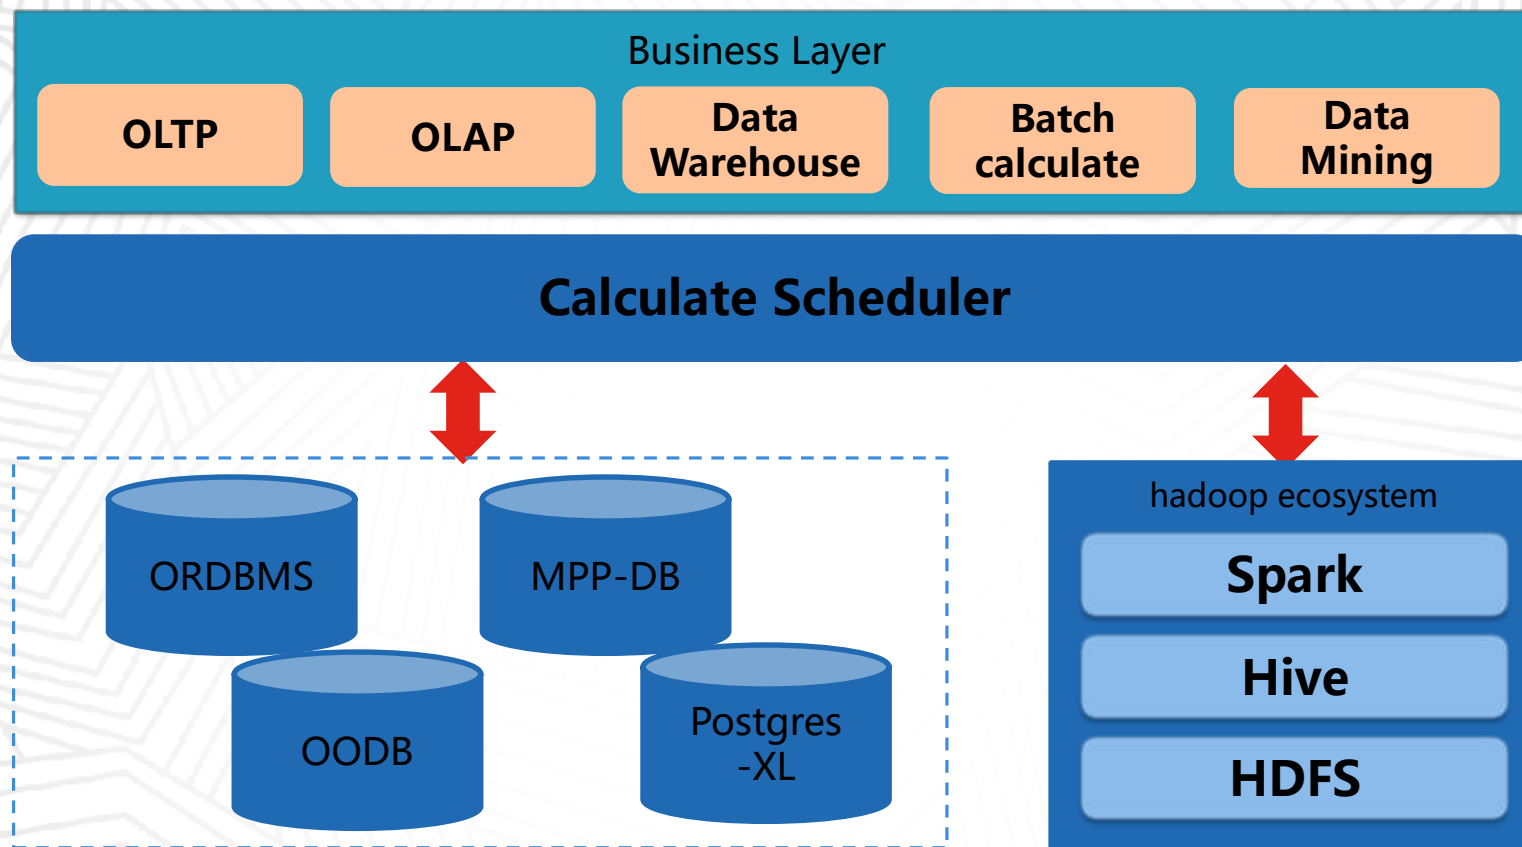 Business Layer
OLTP
OLAP
Data
Warehouse
Batch
calculate
Data
Mining
Calculate Scheduler
ORDBMS
MPP-DB
OODB
Postgres
-XL
hadoop ecosystem
Spark
Hive
HDFS